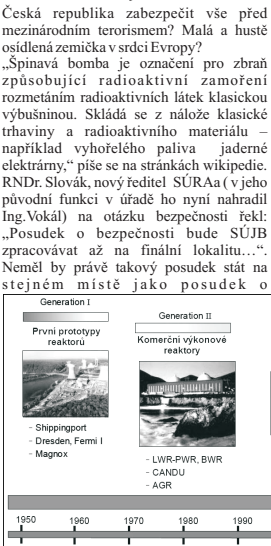 Česká republika zabezpečit vše před
mezinárodním terorismem? Malá a hustě
osídlená zemička v srdci Evropy?
„Špinavá bomba je označení pro zbraň
způsobující radioaktivní zamoření
rozmetáním radioaktivních látek klasickou
výbušninou. Skládá se z nálože klasické
trhaviny a radioaktivního materiálu –
například vyhořelého paliva jaderné
elektrárny,“ píše se na stránkách wikipedie.
RNDr. Slovák, nový ředitel SÚRAa ( v jeho
původní funkci v úřadě ho nyní nahradil
Ing.Vokál) na otázku bezpečnosti řekl:
„Posudek o bezpečnosti bude SÚJB
zpracovávat až na finální lokalitu…“.
Neměl by právě takový posudek stát na
stejném místě jako posudek o
Generation I
První prototypy
reaktorů
- Shippingport
- Dresden, Fermi I
- Magnox
Generation II
Komerční výkonové
reaktory
- LWR-PWR, BWR
- CANDU
- AGR
1950 1960 1970 1980 1990